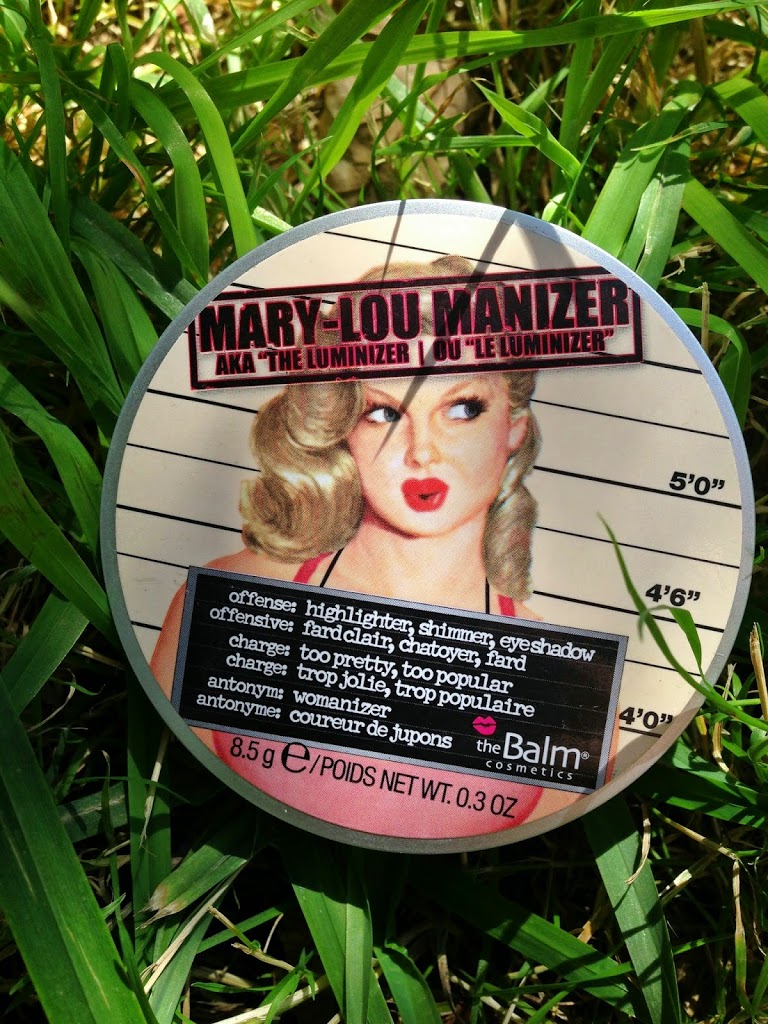 MARY-LOU MANIZER
AKA "THE LUMINIZER | OU "LE LUMINIZER"
5'0"
4'6"
4'0"
offense: highlighter, shimmer, eyeshadow
offensive: fard clair, chatoyer, fard
charge: too pretty, too popular
charge: trop jolie, trop populaire
antonym: womanizer
antonyme: coureur de jupons
theBalm®
cosmetics
8.5 g e/POIDS NET WT. 0.3 OZ